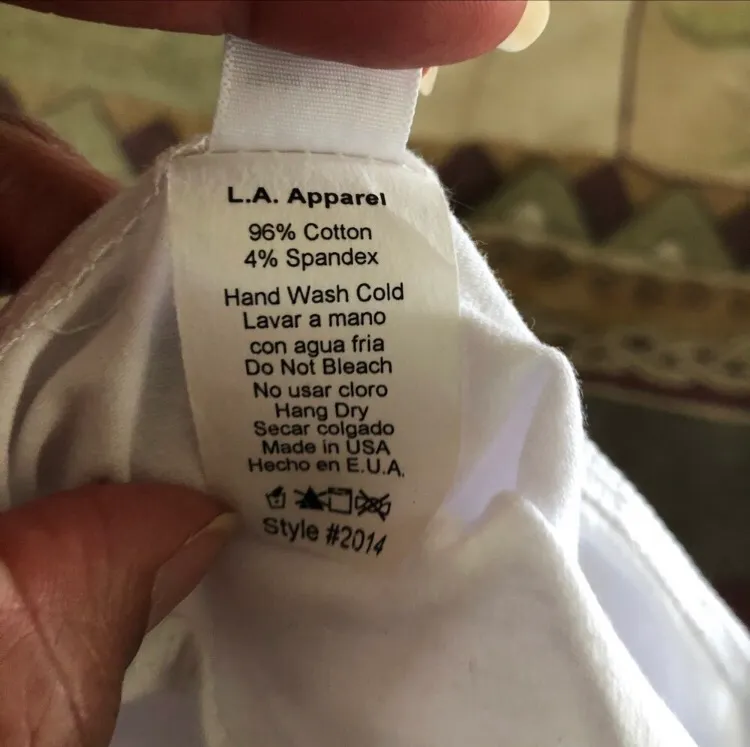 L.A. Apparel
96% Cotton
4% Spandex
Hand Wash Cold
Lavar a mano
con agua fria
Do Not Bleach
No usar cloro
Hang Dry
Secar colgado
Made in USA
Hecho en E.U.A.
Style #2014